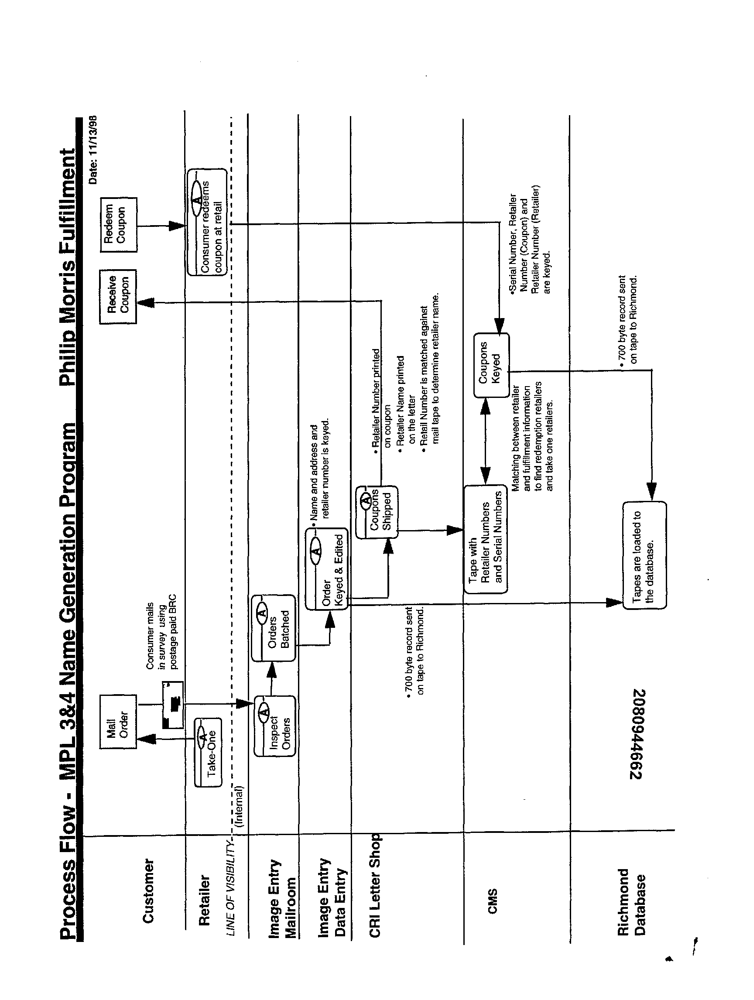 Process Flow - MPL 3&4 Name Generation Program Philip Morris Fulfillment
Date: 11/13/98
Customer
Mail
Order
Consumer mails
in survey using
postage paid BRC
Receive
Coupon
Redeem
Coupon
Retailer
A
Take-One
A
Consumer redeems
coupon at retail
LINE OF VISIBILITY
(Internal)
Image Entry
Mailroom
A
Inspect
Orders
A
Orders
Batched
Image Entry
Data Entry
A
Order
Keyed & Edited
• Name and address and
retailer number is keyed.
CRI Letter Shop
• 700 byte record sent
on tape to Richmond.
A
Coupons
Shipped
• Retailer Number printed
on coupon
• Retailer Name printed
on the letter
• Retail Number is matched against
mail tape to determine retailer name.
CMS
Tape with
Retailer Numbers
and Serial Numbers
Matching between retailer
and fulfillment information
to find redemption retailers
and take one retailers.
Coupons
Keyed
•Serial Number, Retailer
Number (Coupon) and
Retailer Number (Retailer)
are keyed.
Richmond
Database
Tapes are loaded to
the database.
• 700 byte record sent
on tape to Richmond.
2080944662